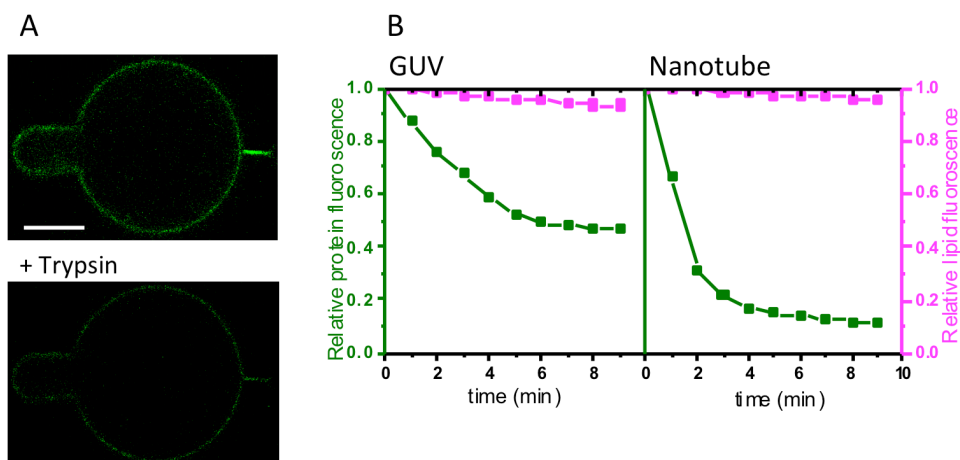 A
B
GUV
Nanotube
+ Trypsin
Relative protein fluoroscence
1.0
0.8
0.6
0.4
0.2
0.0
0 2 4 6 8
0 2 4 6 8 10
time (min)
time (min)
1.0
0.8
0.6
0.4
0.2
0.0
Relative lipid fluoroscence